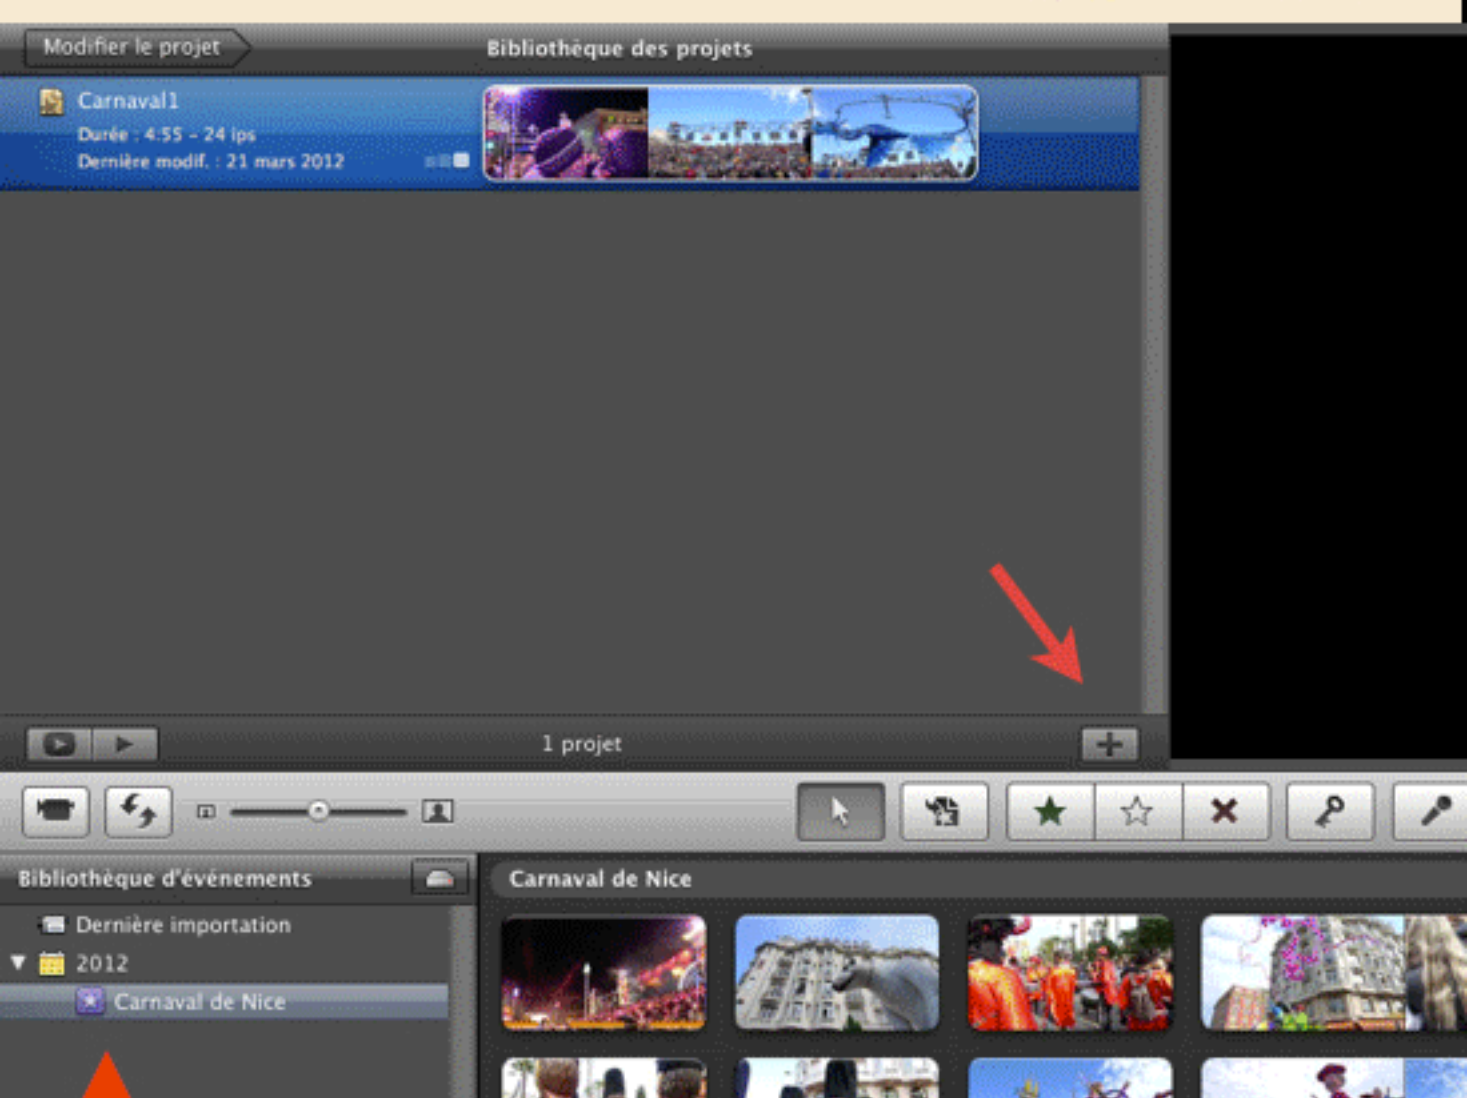 Modifier le projet
Bibliothèque des projets
Carnaval1
Durée : 4:55 – 24 ips
Dernière modif. : 21 mars 2012
1 projet
Bibliothèque d'événements
Carnaval de Nice
Dernière importation
2012
Carnaval de Nice